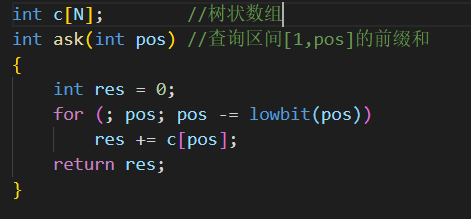 int c[N];          //树状数组
int ask(int pos) //查询区间[1,pos]的前缀和
{
    int res = 0;
    for (; pos; pos -= lowbit(pos))
        res += c[pos];
    return res;
}